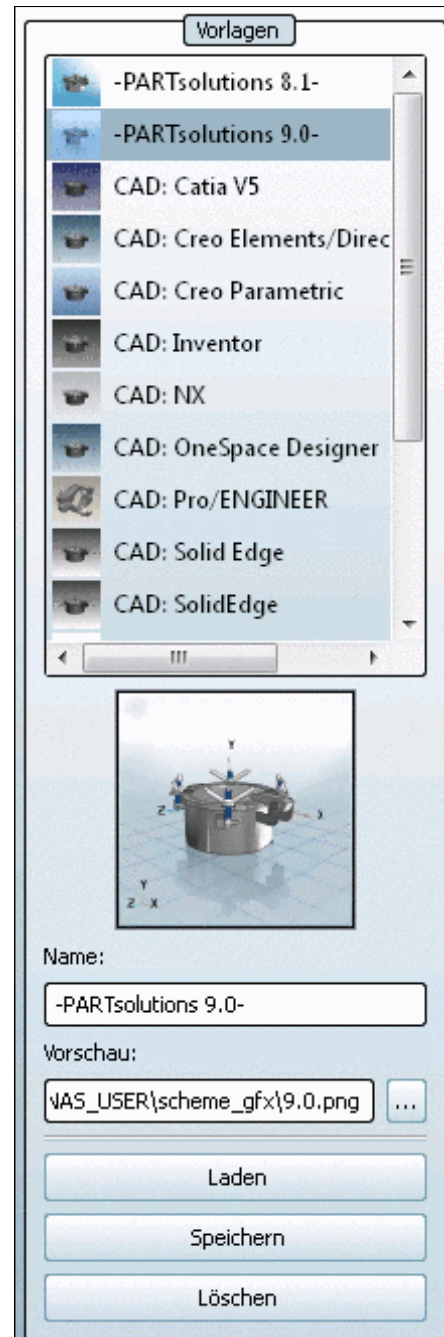 Vorlagen
-PARTsolutions 8.1-
-PARTsolutions 9.0-
CAD: Catia V5
CAD: Creo Elements/Direc
CAD: Creo Parametric
CAD: Inventor
CAD: NX
CAD: OneSpace Designer
CAD: Pro/ENGINEER
CAD: Solid Edge
CAD: SolidEdge
Y
Z X
Y
Z X
Name:
-PARTsolutions 9.0-
Vorschau:
NAS_USER\scheme_gfx\9.0.png ...
Laden
Speichern
Löschen